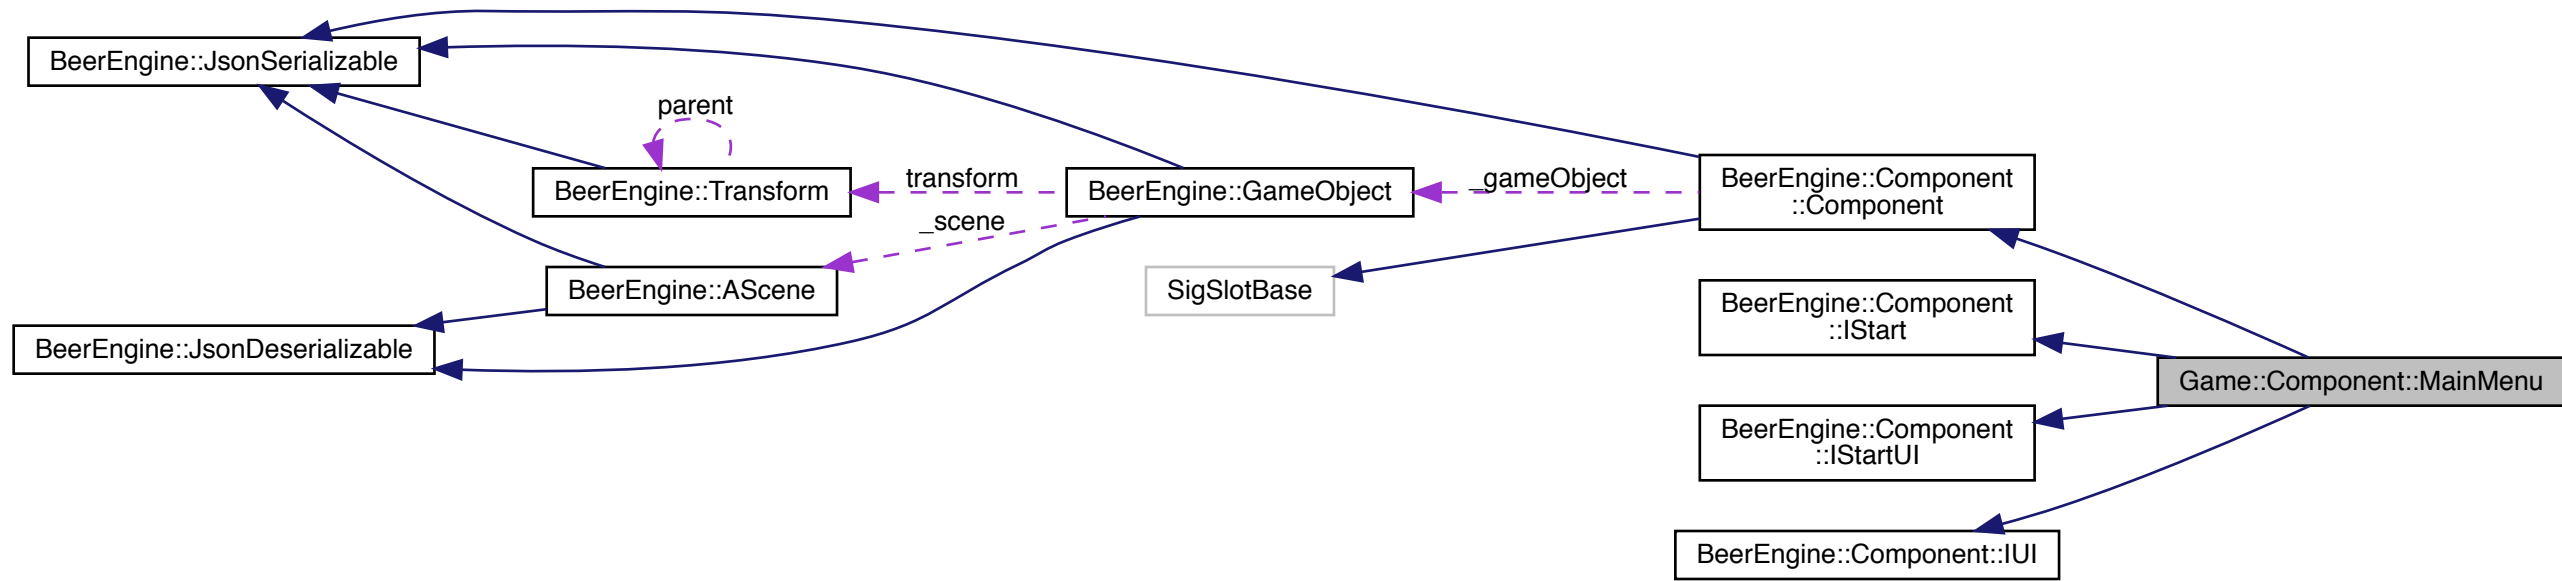 BeerEngine::JsonSerializable
parent
BeerEngine::Transform
transform
BeerEngine::GameObject
_gameObject
BeerEngine::Component
::Component
_scene
BeerEngine::AScene
SigSlotBase
BeerEngine::JsonDeserializable
BeerEngine::Component
::IStart
Game::Component::MainMenu
BeerEngine::Component
::IStartUI
BeerEngine::Component::IUI